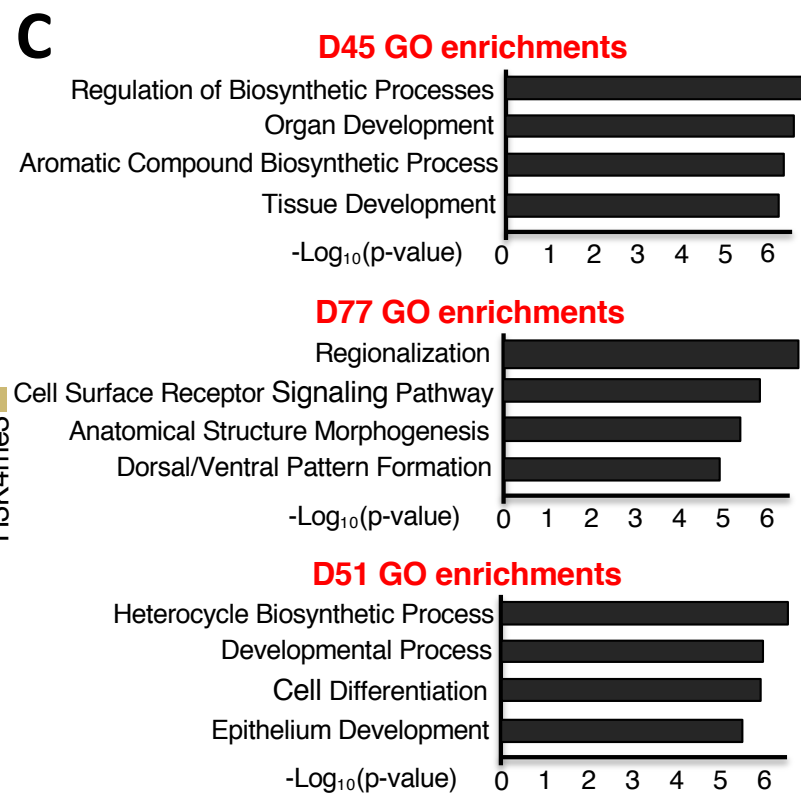 C
D45 GO enrichments
Regulation of Biosynthetic Processes
Organ Development
Aromatic Compound Biosynthetic Process
Tissue Development
-Log₁₀(p-value) 0 1 2 3 4 5 6
D77 GO enrichments
Regionalization
Cell Surface Receptor Signaling Pathway
Anatomical Structure Morphogenesis
Dorsal/Ventral Pattern Formation
-Log₁₀(p-value) 0 1 2 3 4 5 6
D51 GO enrichments
Heterocycle Biosynthetic Process
Developmental Process
Cell Differentiation
Epithelium Development
-Log₁₀(p-value) 0 1 2 3 4 5 6